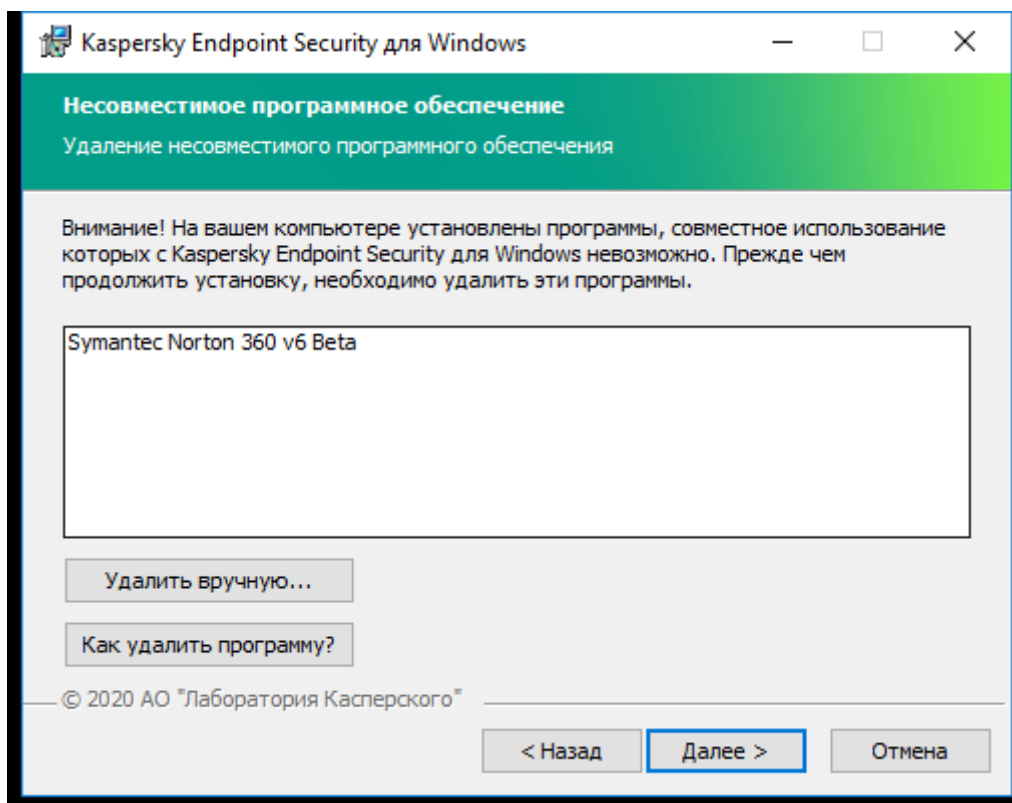 Kaspersky Endpoint Security для Windows
Несовместимое программное обеспечение
Удаление несовместимого программного обеспечения
Внимание! На вашем компьютере установлены программы, совместное использование
которых с Kaspersky Endpoint Security для Windows невозможно. Прежде чем
продолжить установку, необходимо удалить эти программы.
Symantec Norton 360 v6 Beta
Удалить вручную...
Как удалить программу?
© 2020 АО "Лаборатория Касперского"
< Назад Далее > Отмена